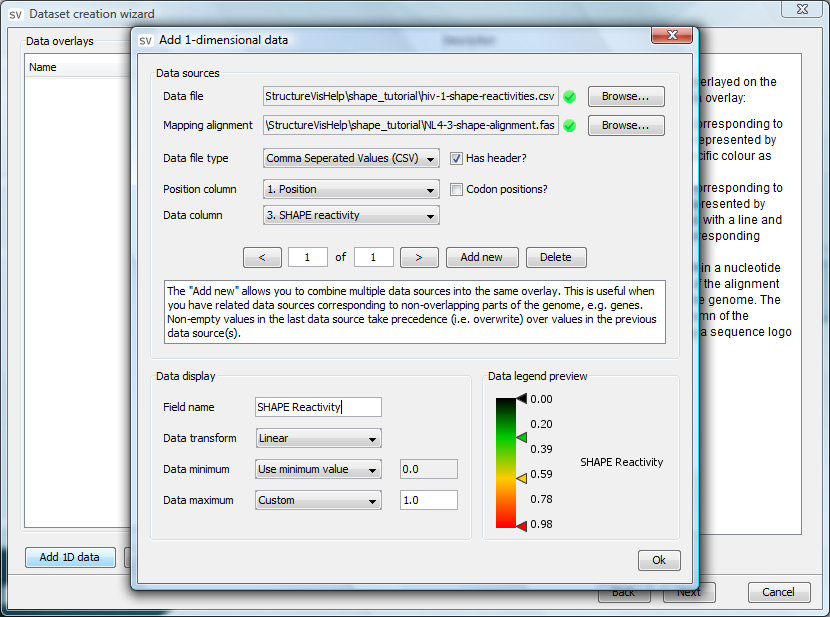 SV Dataset creation wizard
Data overlays
Description
Name
SV Add 1-dimensional data
Data sources
Data file
StructureVisHelp\shape_tutorial\hiv-1-shape-reactivities.csv
Browse...
Mapping alignment
\StructureVisHelp\shape_tutorial\NL4-3-shape-alignment.fas
Browse...
Data file type
Comma Seperated Values (CSV)
Has header?
Position column
1. Position
Codon positions?
Data column
3. SHAPE reactivity
<
1
of
1
>
Add new
Delete
The "Add new" allows you to combine multiple data sources into the same overlay. This is useful when
you have related data sources corresponding to non-overlapping parts of the genome, e.g. genes.
Non-empty values in the last data source take precedence (i.e. overwrite) over values in the previous
data source(s).
Data display
Field name
SHAPE Reactivity
Data transform
Linear
Data minimum
Use minimum value
0.0
Data maximum
Custom
1.0
Data legend preview
0.00
0.20
0.39
0.59
0.78
0.98
SHAPE Reactivity
Ok
erlayed on the
overlay:
orresponding to
epresented by
cific colour as
orresponding to
resented by
with a line and
responding
in a nucleotide
f the alignment
e genome. The
mn of the
a sequence logo
Add 1D data
Back
Next
Cancel